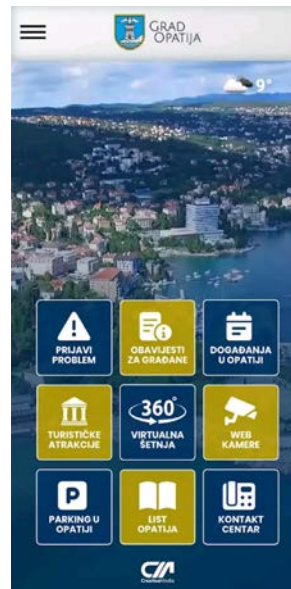 GRAD
OPATIJA
9°
PRIJAVI
PROBLEM
OBAVIJESTI
ZA GRAĐANE
DOGAĐANJA
U OPATIJI
TURISTIČKE
ATRAKCIJE
360°
VIRTUALNA
ŠETNJA
WEB
KAMERE
P
PARKING U
OPATIJI
LIST
OPATIJA
KONTAKT
CENTAR